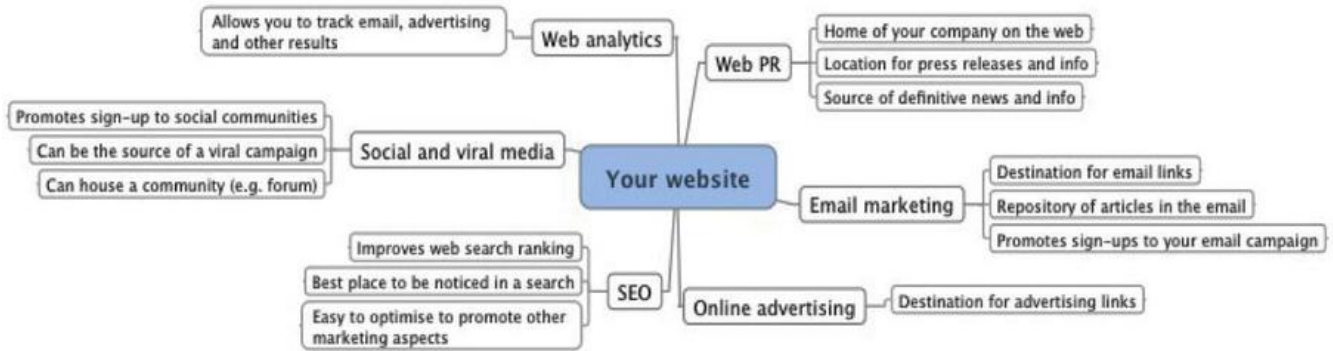 Allows you to track email, advertising
and other results
Web analytics
Web PR
Home of your company on the web
Location for press releases and info
Source of definitive news and info
Promotes sign-up to social communities
Can be the source of a viral campaign
Can house a community (e.g. forum)
Social and viral media
Your website
Email marketing
Destination for email links
Repository of articles in the email
Promotes sign-ups to your email campaign
Improves web search ranking
Best place to be noticed in a search
Easy to optimise to promote other
marketing aspects
SEO
Online advertising
Destination for advertising links